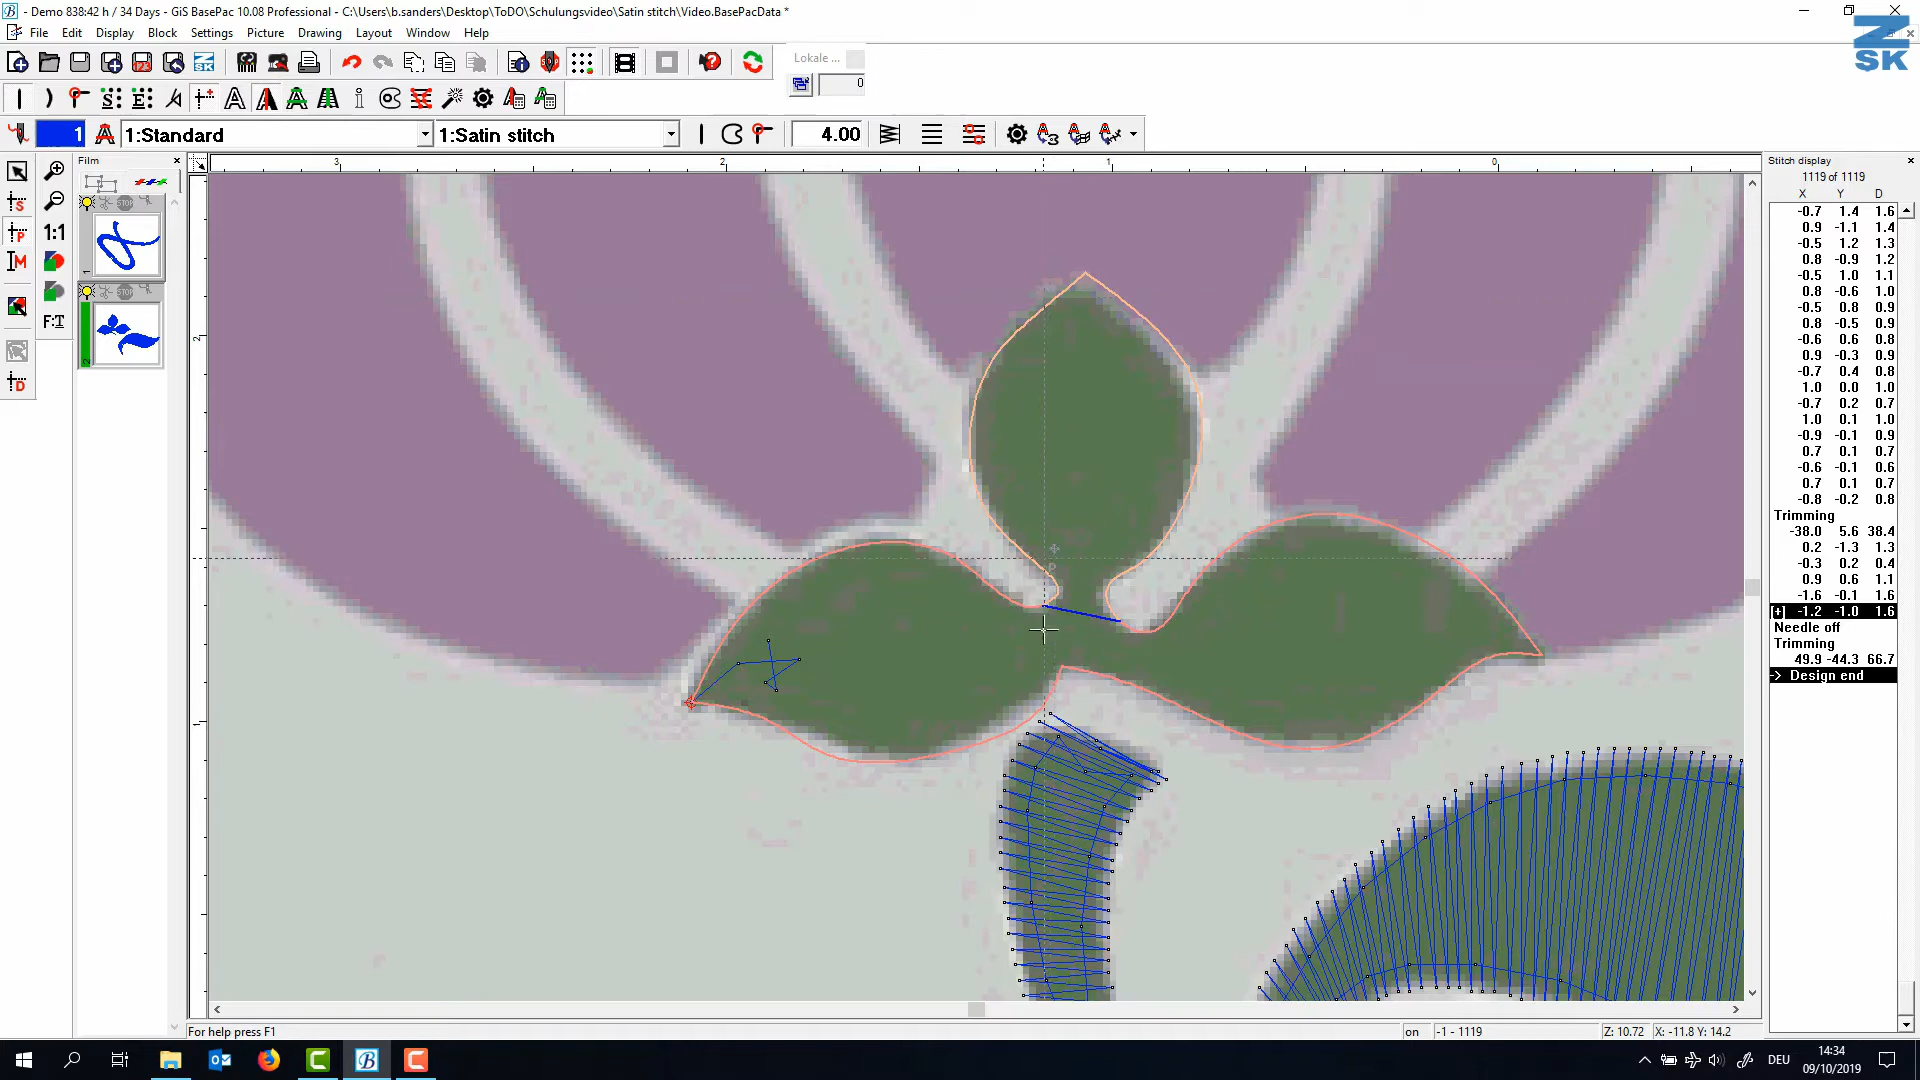 - Demo 838:42 h / 34 Days - GiS BasePac 10.08 Professional - C:\Users\b.sanders\Desktop\ToDO\Schulungsvideo\Satin stitch\Video.BasePacData *
File Edit Display Block Settings Picture Drawing Layout Window Help
ZSK
Lokale ...
0
1 1:Standard 1:Satin stitch 4.00
Film
Stitch display
1119 of 1119
X Y D
-0.7 1.4 1.6
0.9 -1.1 1.4
-0.5 1.2 1.3
0.8 -0.9 1.2
-0.5 1.0 1.1
0.8 -0.6 1.0
-0.5 0.8 0.9
0.8 -0.5 0.9
-0.6 0.6 0.8
0.9 -0.3 0.9
-0.7 0.4 0.8
1.0 0.0 1.0
-0.7 0.2 0.7
1.0 0.1 1.0
-0.9 -0.1 0.9
0.7 0.1 0.7
-0.6 -0.1 0.6
0.7 0.1 0.7
-0.8 -0.2 0.8
Trimming
-38.0 5.6 38.4
0.2 -1.3 1.3
-0.3 0.2 0.4
0.9 0.6 1.1
-1.6 -0.1 1.6
[+] -1.2 -1.0 1.6
Needle off
Trimming
49.9 -44.3 66.7
-> Design end
1:1
F:T
3 2 1 0
2
1
For help press F1
on
-1 - 1119
Z: 10.72
X: -11.8 Y: 14.2
DEU
14:34
09/10/2019